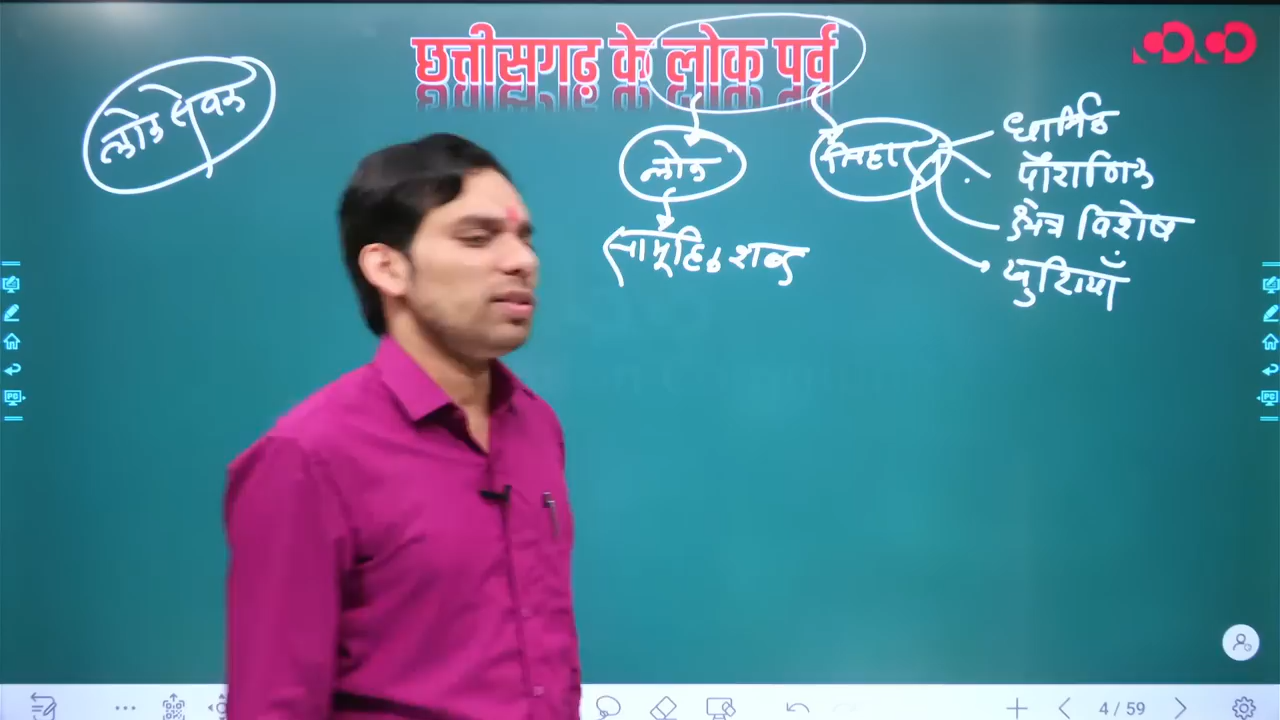 छत्तीसगढ़ के लोक पर्व
लोक सेवक
लोक
सामूहिक शब्द
धार्मिक
पौराणिक
क्षेत्र विशेष
खुशियाँ
4 / 59